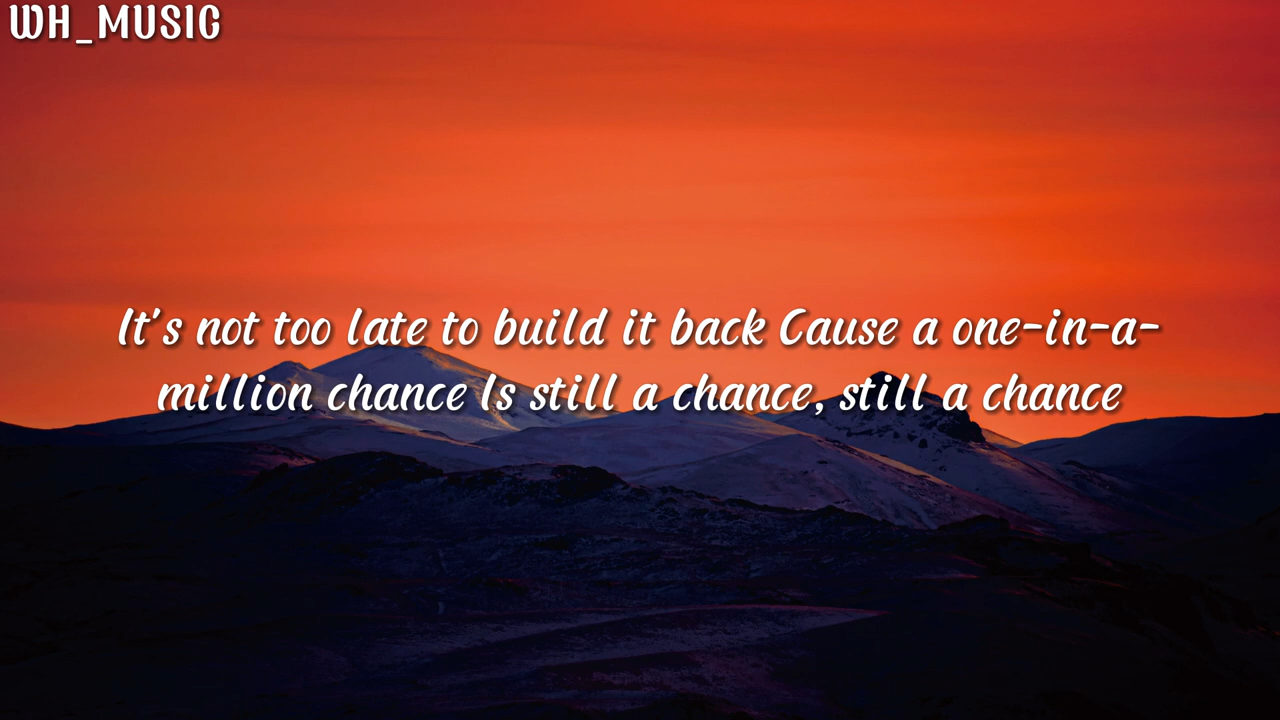 WH_MUSIC
It's not too late to build it back Cause a one-in-a-
million chance Is still a chance, still a chance